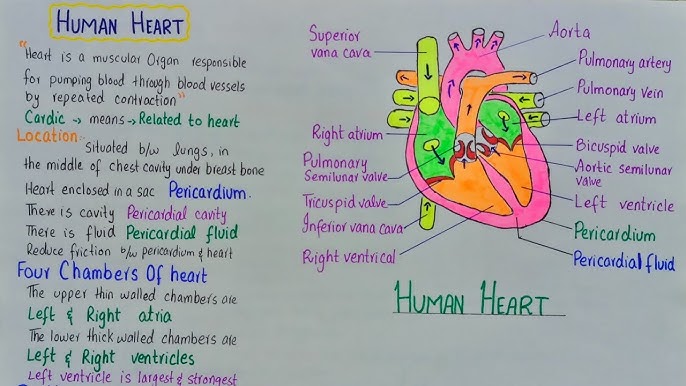 HUMAN HEART
"Heart is a muscular Organ responsible
for pumping blood through blood vessels
by repeated contraction"
Cardic → means → Related to heart
Location:-
Situated b/w lungs, in
the middle of chest cavity under breast bone
Heart enclosed in a sac Pericardium.
There is cavity Pericardial cavity
There is fluid Pericardial fluid
Reduce friction b/w pericardium & heart
Four Chambers Of heart
The upper thin walled chambers are
Left & Right atria
The lower thick walled chambers are
Left & Right ventricles
Left ventricle is largest & strongest
Superior
vana cava
Right atrium
Pulmonary
Semilunar valve
Tricuspid valve
Inferior vana cava
Right ventrical
Aorta
Pulmonary artery
Pulmonary vein
Left atrium
Bicuspid valve
Aortic semilunar
valve
Left ventricle
Pericardium
Pericardial fluid
HUMAN HEART